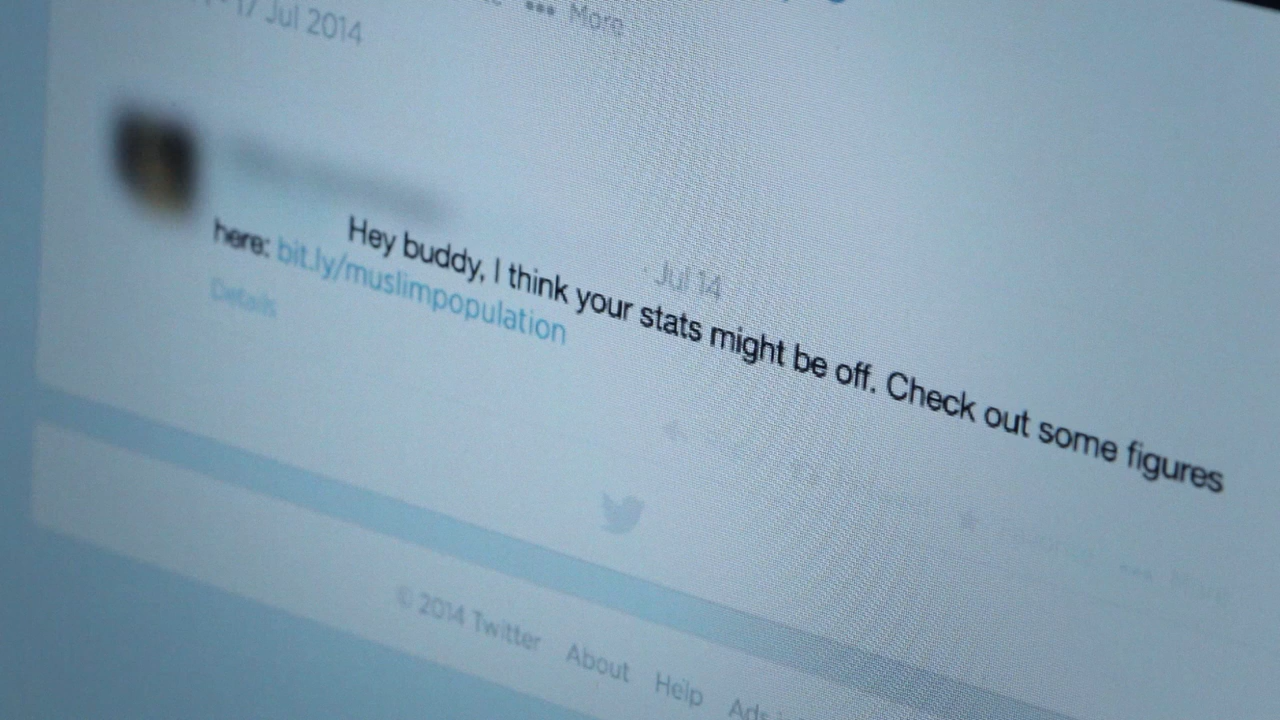 17 Jul 2014
••• More
Jul 14
Hey buddy, I think your stats might be off. Check out some figures
here: bit.ly/muslimpopulation
Details
© 2014 Twitter About Help